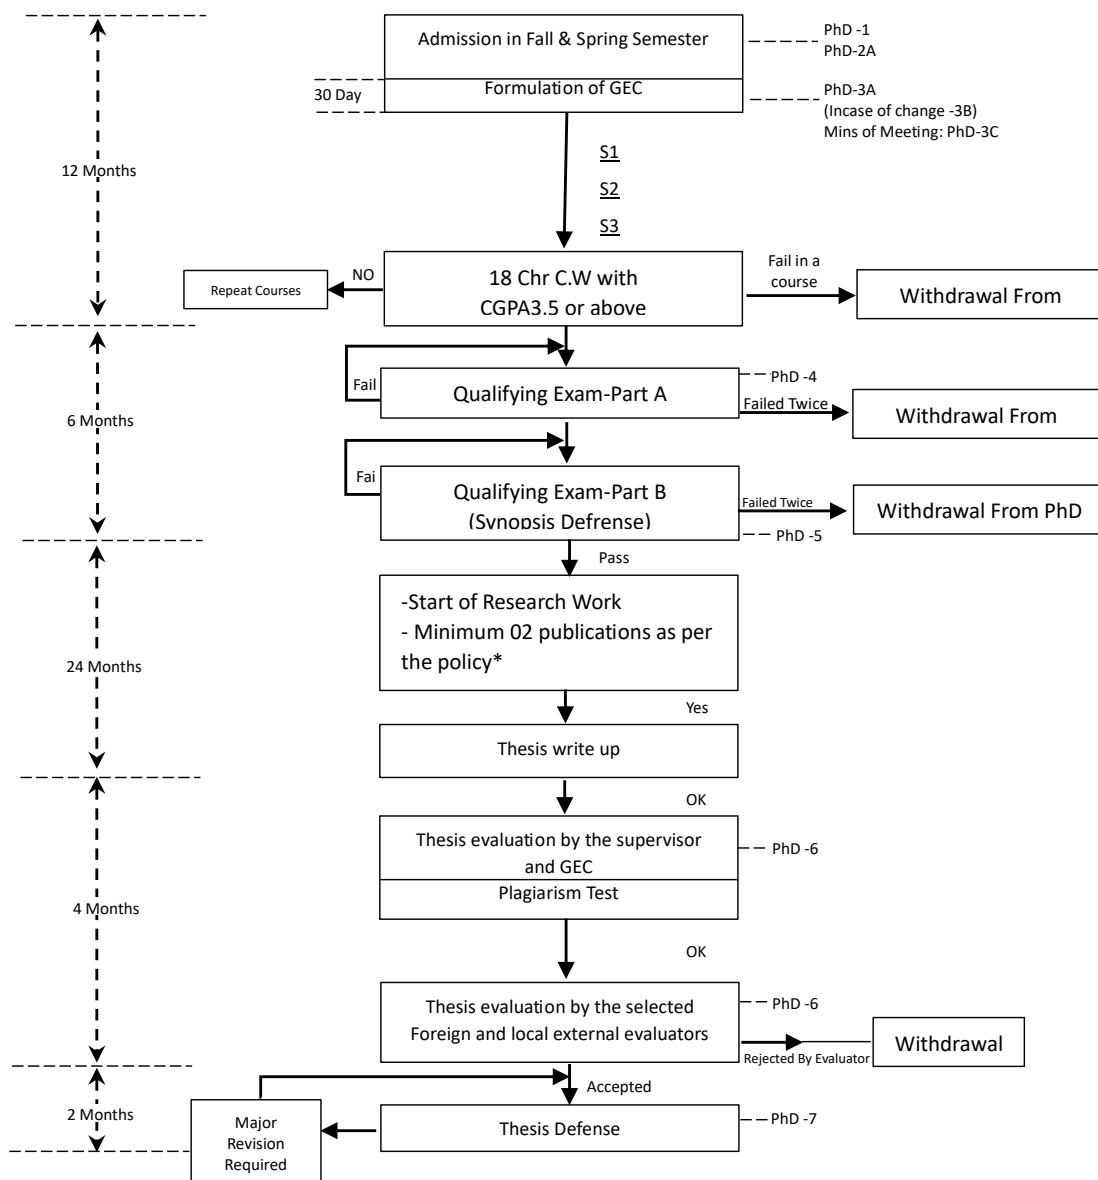 Admission in Fall & Spring Semester
PhD -1
PhD-2A
30 Day
Formulation of GEC
PhD-3A
(Incase of change -3B)
Mins of Meeting: PhD-3C
12 Months
S1
S2
S3
Repeat Courses
NO
18 Chr C.W with
CGPA3.5 or above
Fail in a
course
Withdrawal From
6 Months
Fail
Qualifying Exam-Part A
PhD -4
Failed Twice
Withdrawal From
Fai
Qualifying Exam-Part B
(Synopsis Defrense)
Failed Twice
Withdrawal From PhD
PhD -5
Pass
24 Months
-Start of Research Work
- Minimum 02 publications as per
the policy*
Yes
Thesis write up
OK
4 Months
Thesis evaluation by the supervisor
and GEC
PhD -6
Plagiarism Test
OK
Thesis evaluation by the selected
Foreign and local external evaluators
PhD -6
Rejected By Evaluator
Withdrawal
2 Months
Accepted
Major
Revision
Required
Thesis Defense
PhD -7